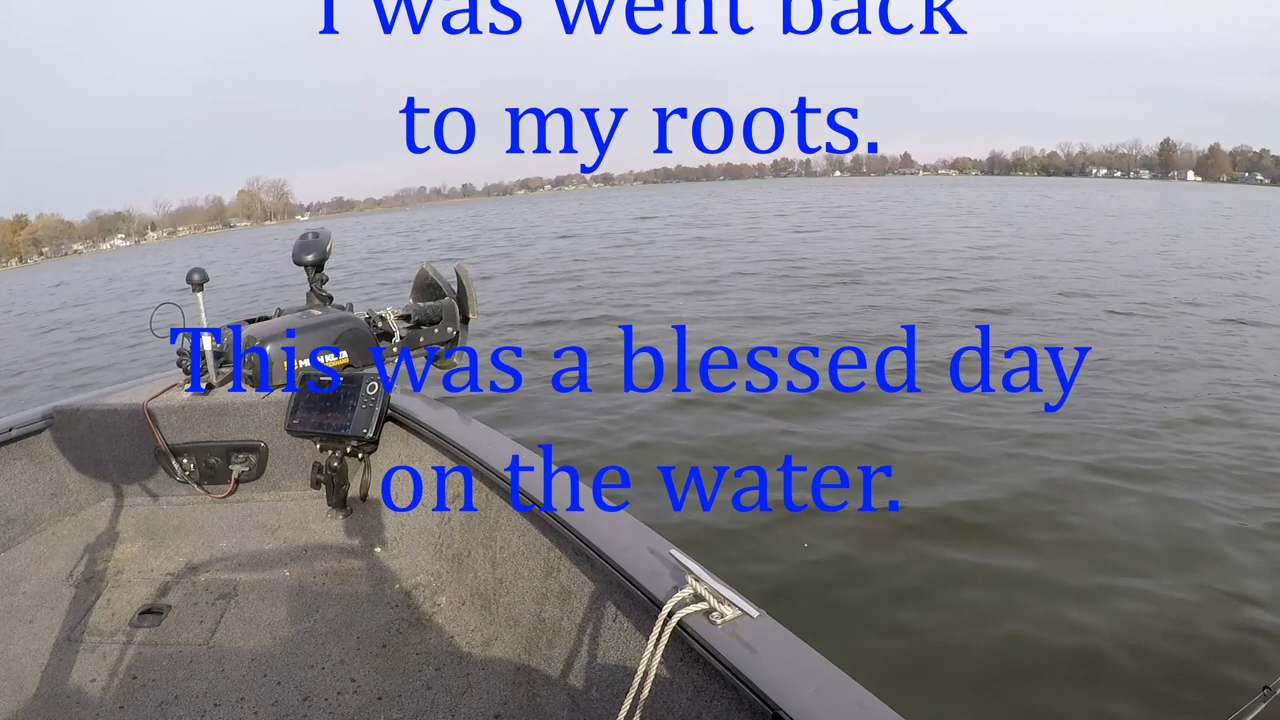 I was went back
to my roots.
This was a blessed day
on the water.